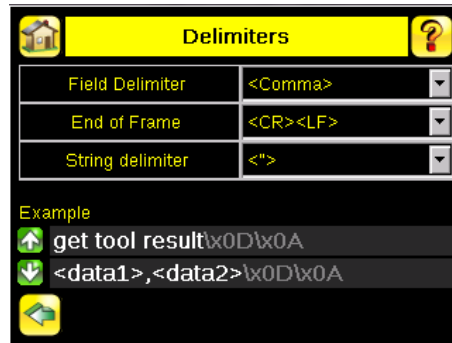 Delimiters
?
Field Delimiter <Comma>
End of Frame <CR><LF>
String delimiter <">
Example
get tool result\x0D\x0A
<data1>,<data2>\x0D\x0A